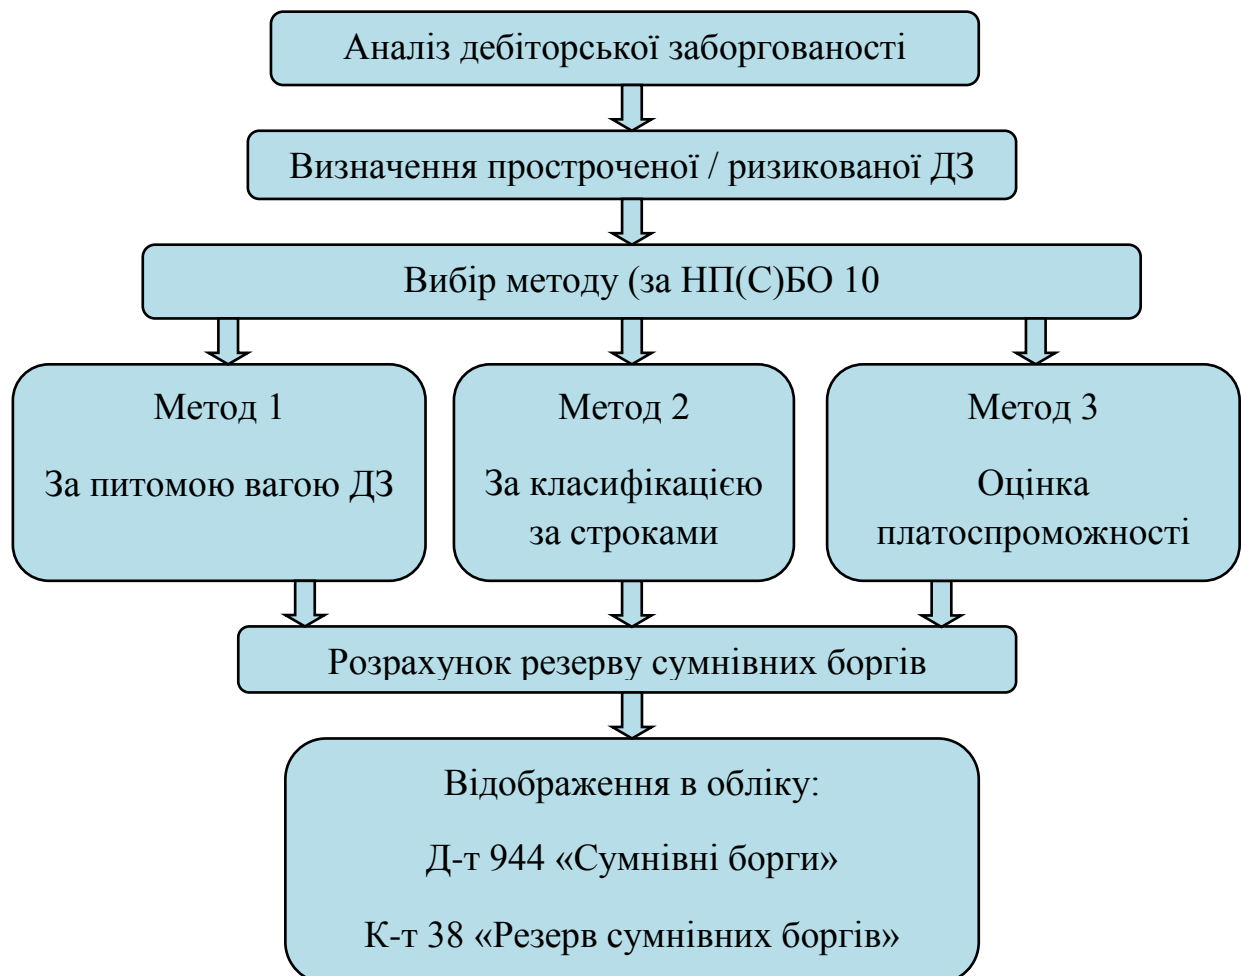 Аналіз дебіторської заборгованості
Визначення простроченої / ризикованої ДЗ
Вибір методу (за НП(С)БО 10
Метод 1
За питомою вагою ДЗ
Метод 2
За класифікацією
за строками
Метод 3
Оцінка
платоспроможності
Розрахунок резерву сумнівних боргів
Відображення в обліку:
Д-т 944 «Сумнівні борги»
К-т 38 «Резерв сумнівних боргів»